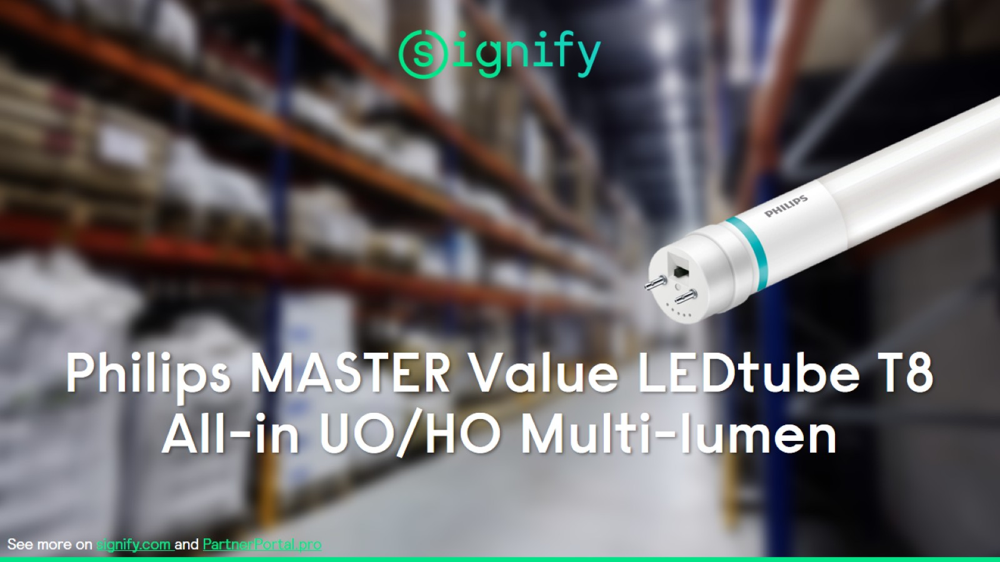 signify
PHILIPS
Philips MASTER Value LEDtube T8
All-in UO/HO Multi-lumen
See more on signify.com and PartnerPortal.pro